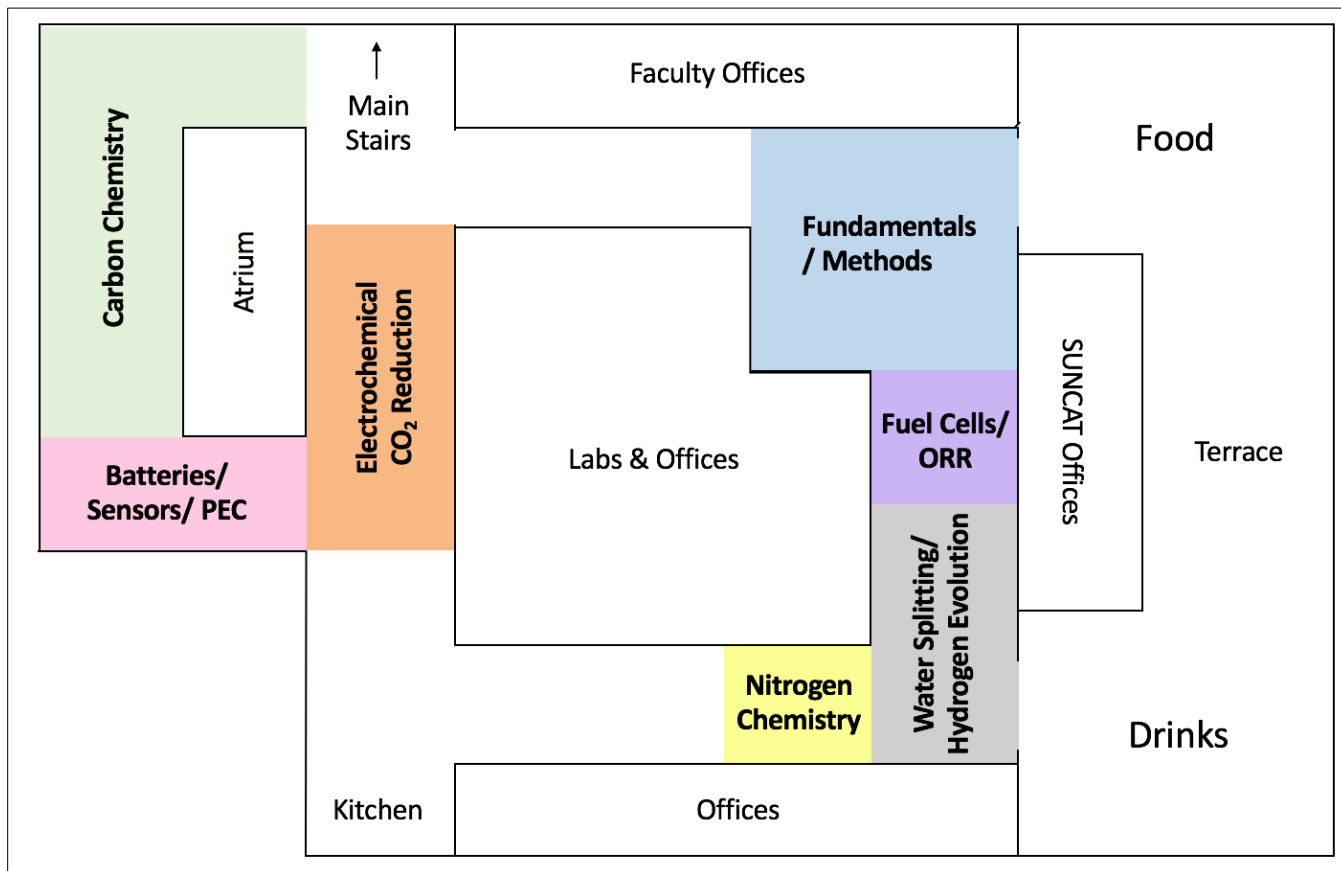 Faculty Offices
Main
Stairs
Food
Carbon Chemistry
Atrium
Electrochemical
CO₂ Reduction
Fundamentals
/ Methods
SUNCAT Offices
Fuel Cells/
ORR
Labs & Offices
Terrace
Batteries/
Sensors/ PEC
Water Splitting/
Hydrogen Evolution
Nitrogen
Chemistry
Drinks
Kitchen
Offices